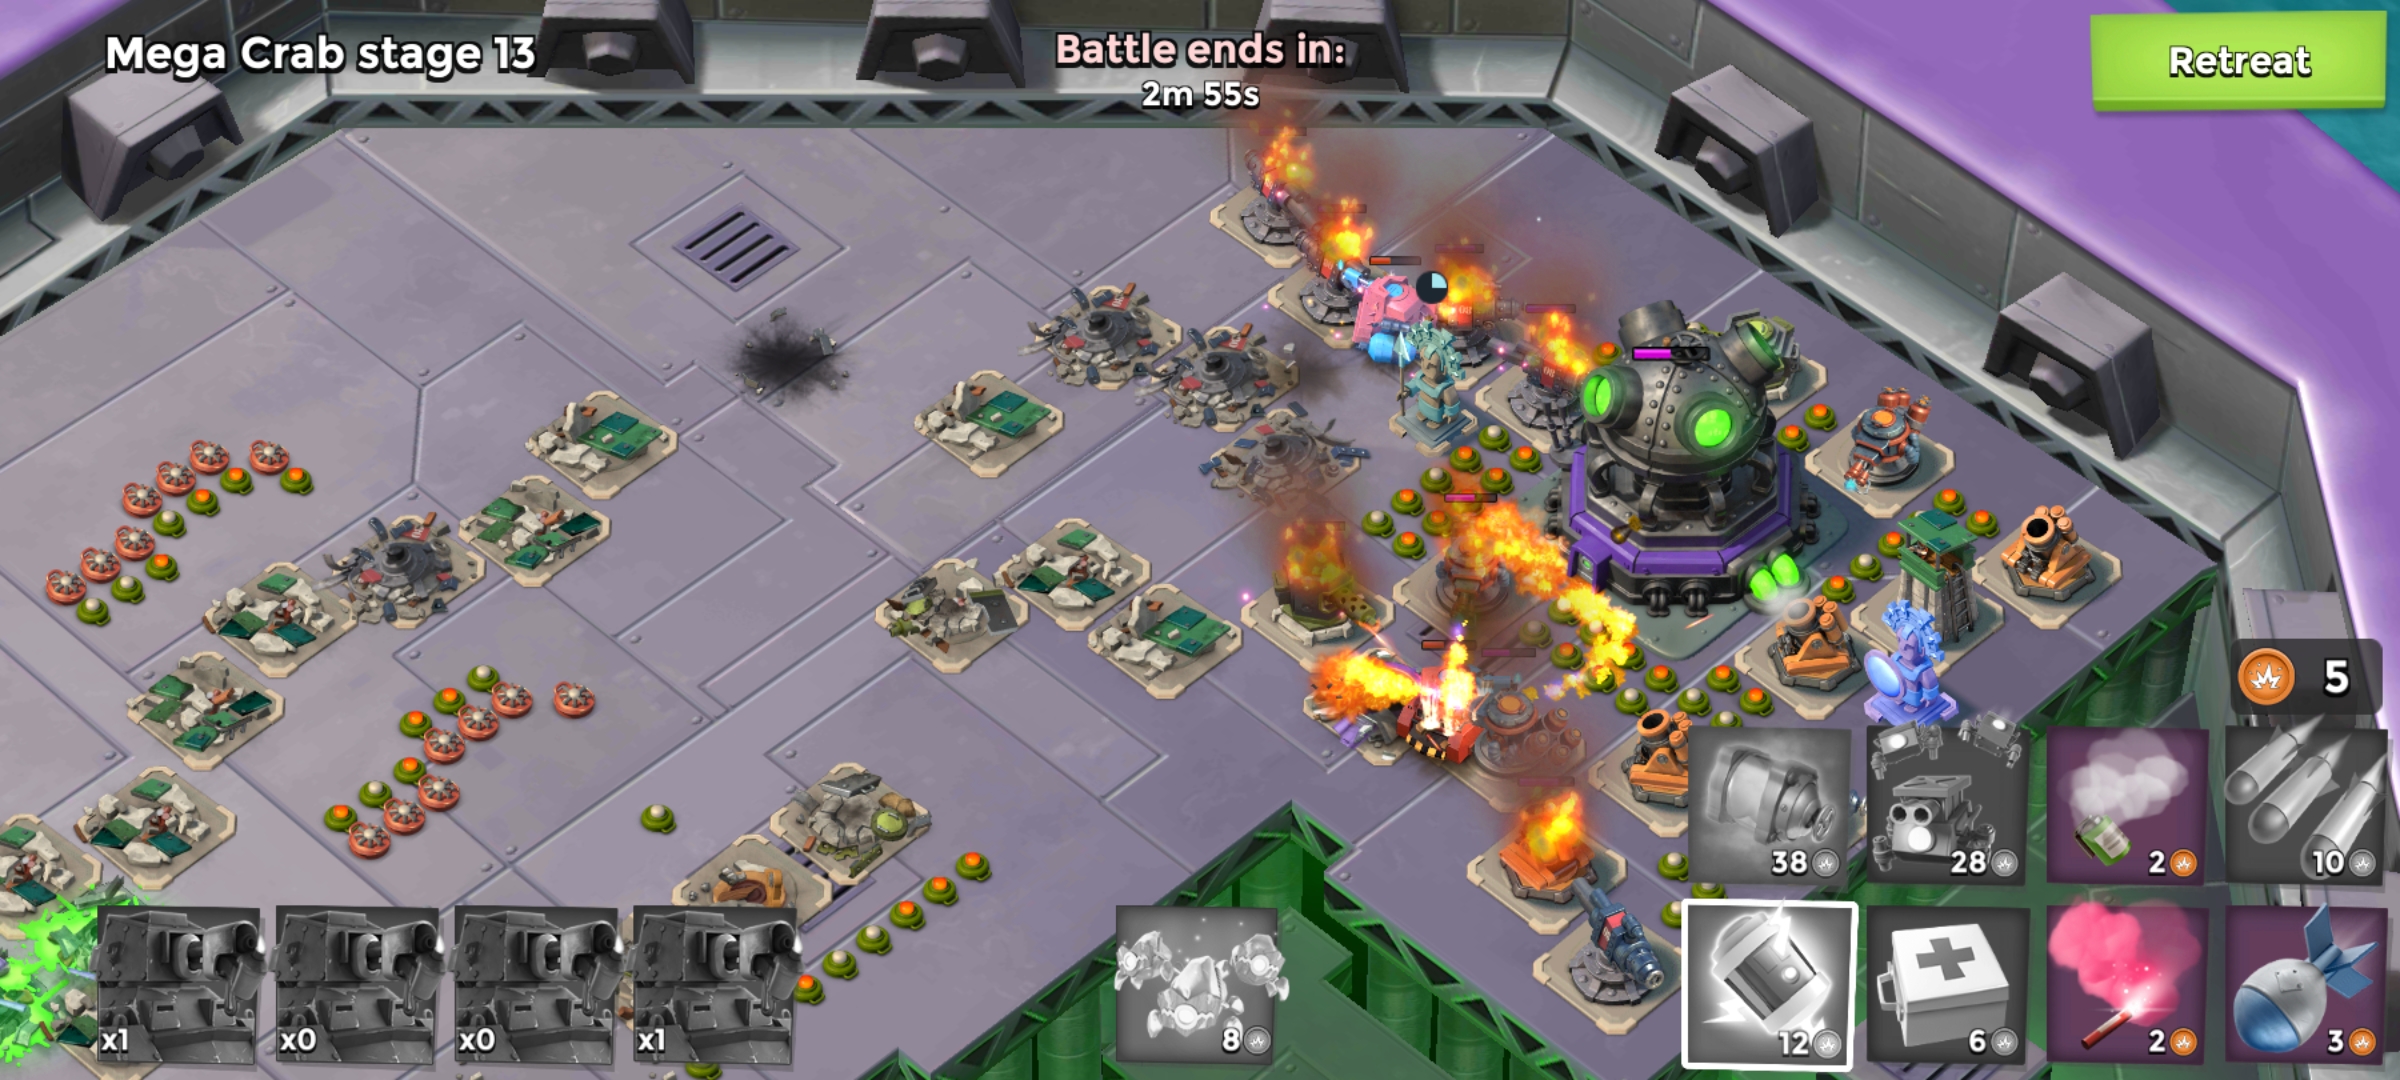 Mega Crab stage 13
Battle ends in:
2m 55s
Retreat
5
38
28
2
10
x1
x0
x0
x1
8
12
6
2
3